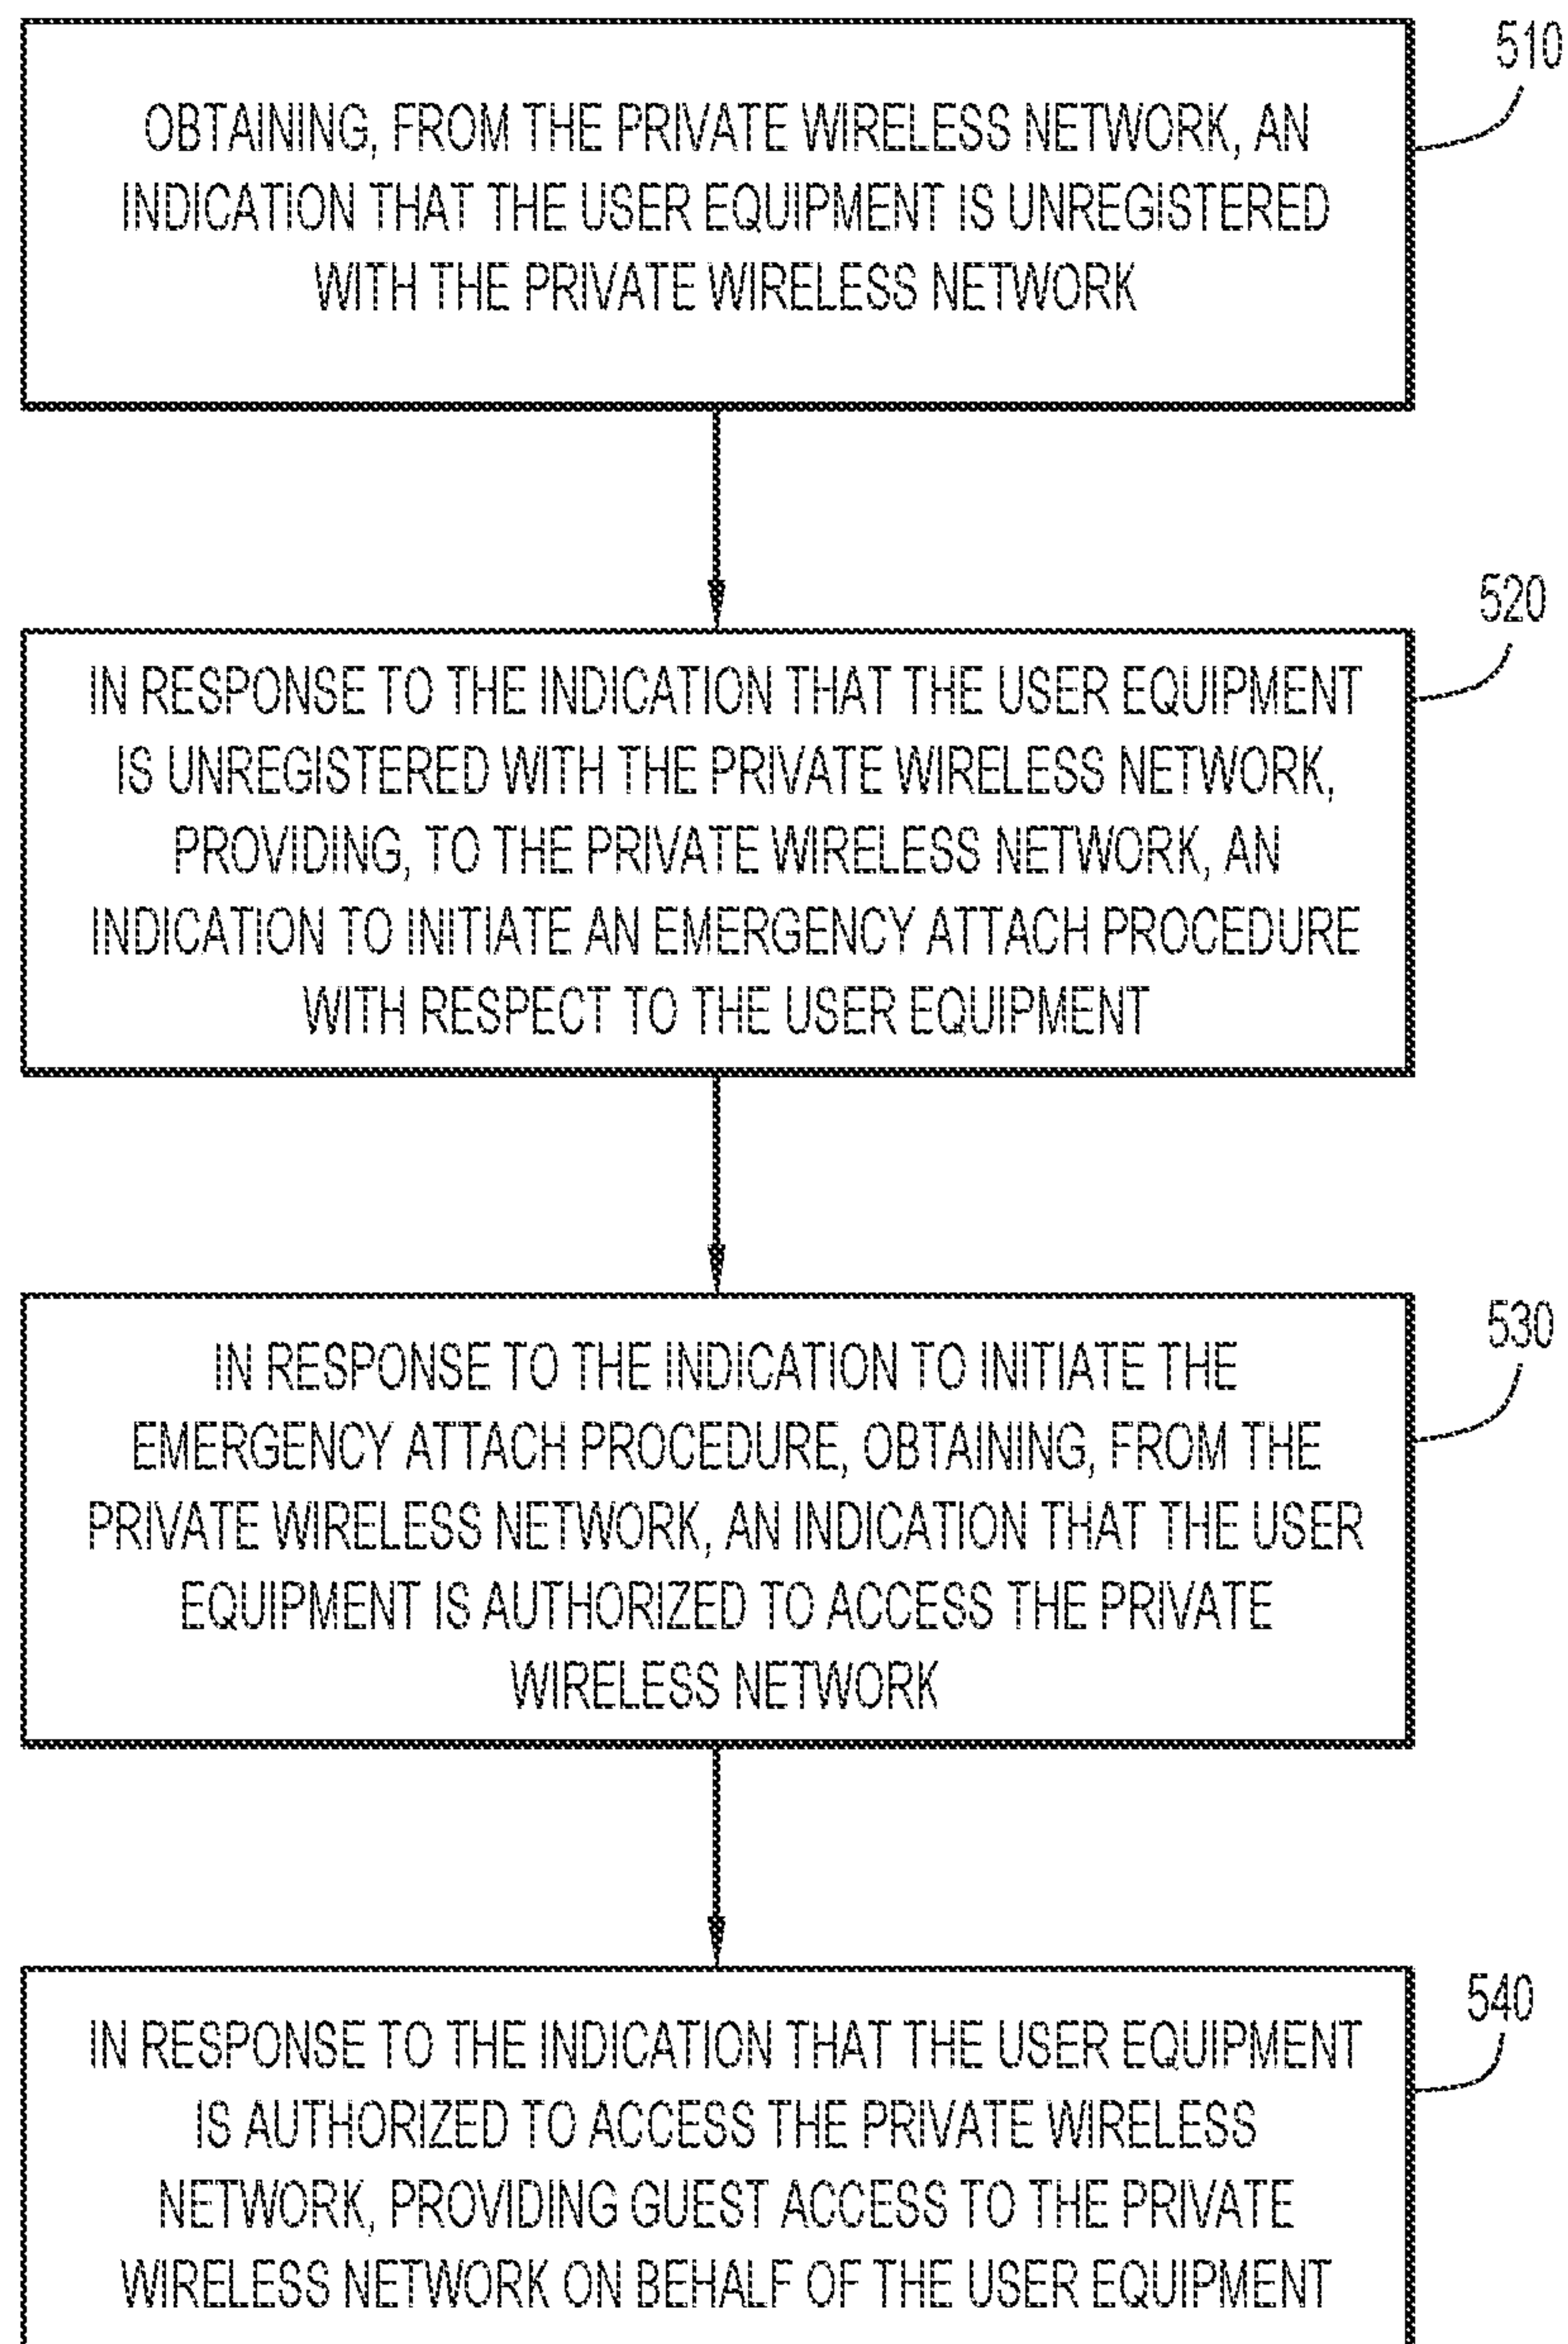 510
OBTAINING, FROM THE PRIVATE WIRELESS NETWORK, AN
INDICATION THAT THE USER EQUIPMENT IS UNREGISTERED
WITH THE PRIVATE WIRELESS NETWORK
520
IN RESPONSE TO THE INDICATION THAT THE USER EQUIPMENT
IS UNREGISTERED WITH THE PRIVATE WIRELESS NETWORK,
PROVIDING, TO THE PRIVATE WIRELESS NETWORK, AN
INDICATION TO INITIATE AN EMERGENCY ATTACH PROCEDURE
WITH RESPECT TO THE USER EQUIPMENT
530
IN RESPONSE TO THE INDICATION TO INITIATE THE
EMERGENCY ATTACH PROCEDURE, OBTAINING, FROM THE
PRIVATE WIRELESS NETWORK, AN INDICATION THAT THE USER
EQUIPMENT IS AUTHORIZED TO ACCESS THE PRIVATE
WIRELESS NETWORK
540
IN RESPONSE TO THE INDICATION THAT THE USER EQUIPMENT
IS AUTHORIZED TO ACCESS THE PRIVATE WIRELESS
NETWORK, PROVIDING GUEST ACCESS TO THE PRIVATE
WIRELESS NETWORK ON BEHALF OF THE USER EQUIPMENT